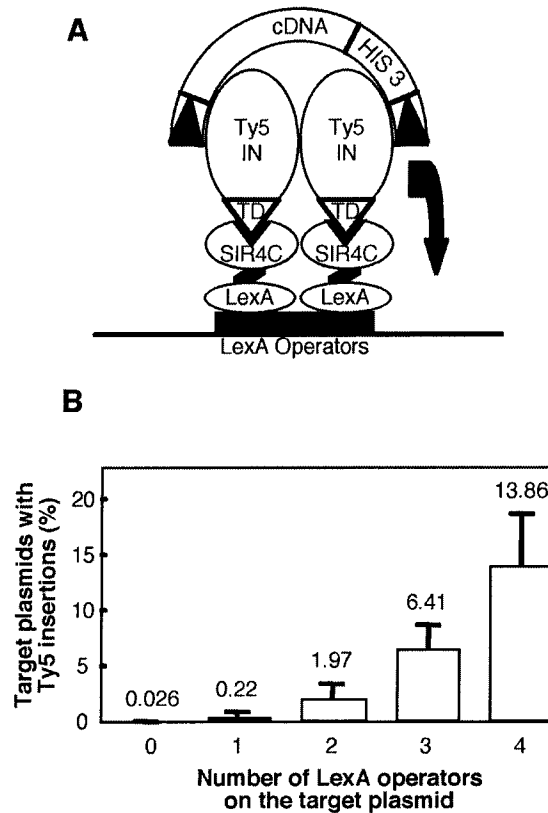 A
cDNA
HIS 3
Ty5 IN
Ty5 IN
TD
TD
SIR4C
SIR4C
LexA
LexA
LexA Operators
B
Target plasmids with
Ty5 insertions (%)
20
15
10
5
0
0.026
0.22
1.97
6.41
13.86
0 1 2 3 4
Number of LexA operators
on the target plasmid